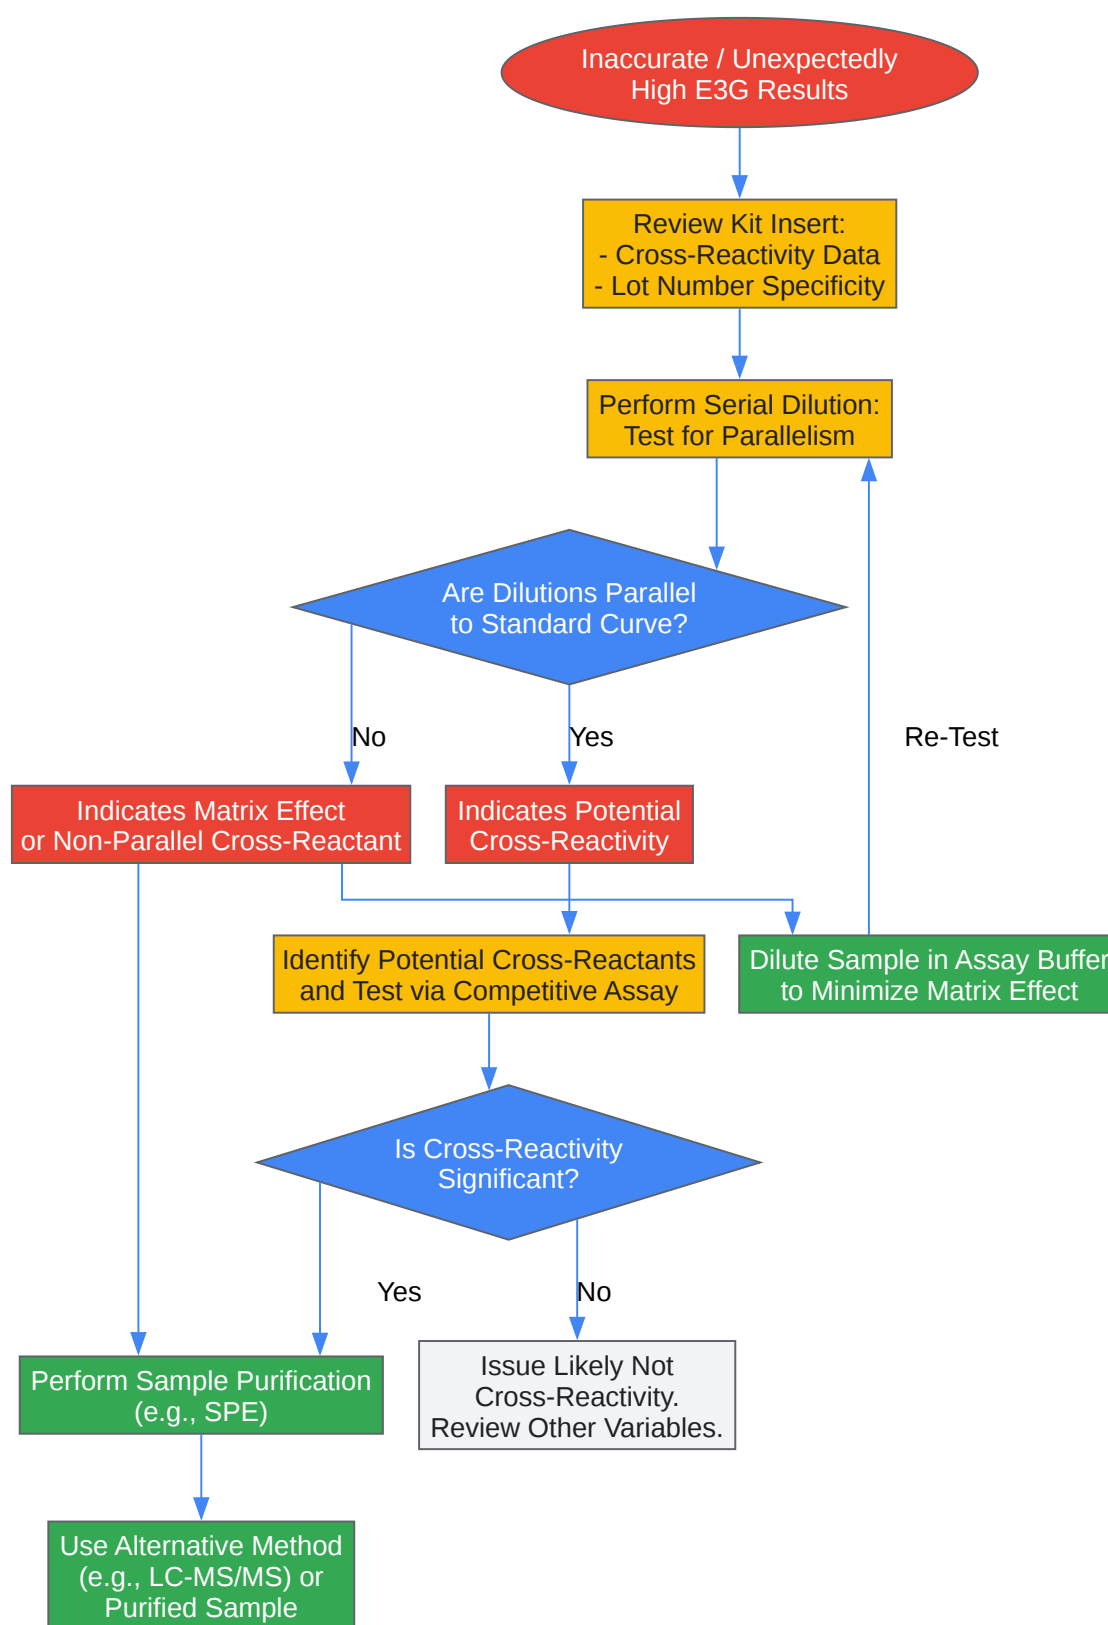 Inaccurate / Unexpectedly
High E3G Results
Review Kit Insert:
- Cross-Reactivity Data
- Lot Number Specificity
Perform Serial Dilution:
Test for Parallelism
Are Dilutions Parallel
to Standard Curve?
No
Yes
Re-Test
Indicates Matrix Effect
or Non-Parallel Cross-Reactant
Indicates Potential
Cross-Reactivity
Identify Potential Cross-Reactants
and Test via Competitive Assay
Dilute Sample in Assay Buffer
to Minimize Matrix Effect
Is Cross-Reactivity
Significant?
Yes
No
Perform Sample Purification
(e.g., SPE)
Issue Likely Not
Cross-Reactivity.
Review Other Variables.
Use Alternative Method
(e.g., LC-MS/MS) or
Purified Sample